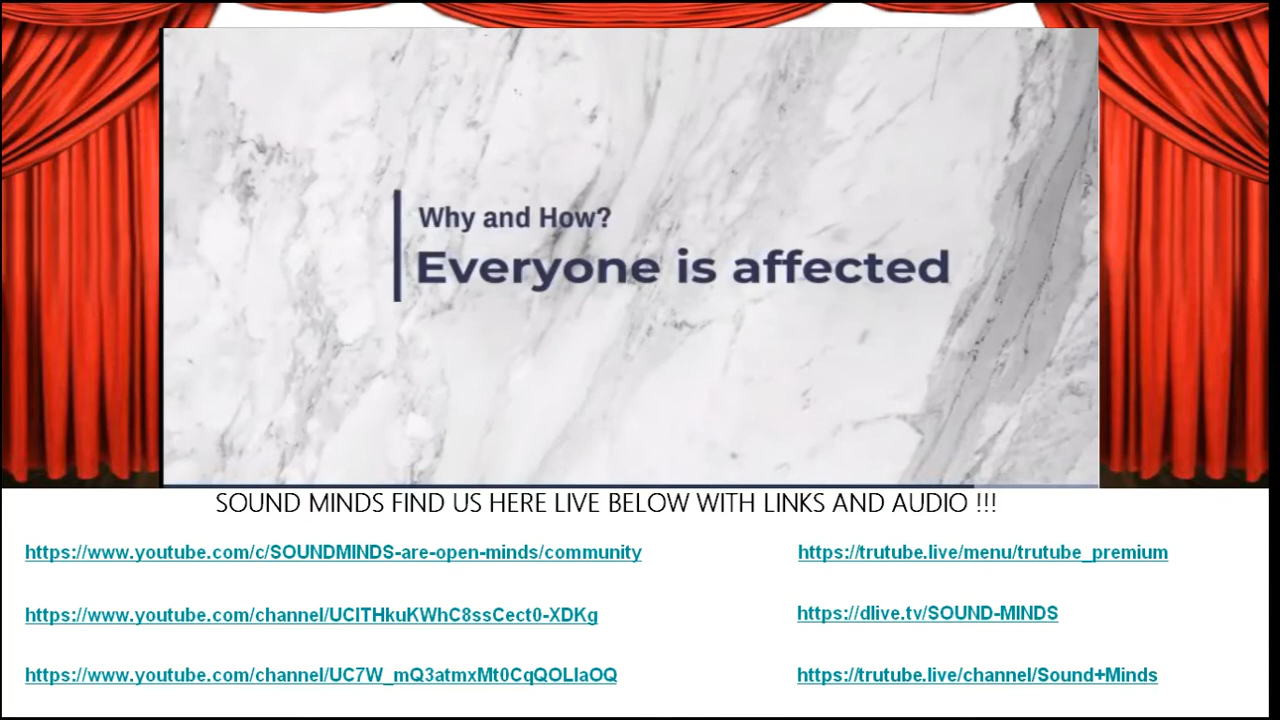 Why and How?
Everyone is affected
SOUND MINDS FIND US HERE LIVE BELOW WITH LINKS AND AUDIO !!!
https://www.youtube.com/c/SOUNDMINDS-are-open-minds/community
https://trutube.live/menu/trutube_premium
https://www.youtube.com/channel/UCITHkuKWhC8ssCect0-XDKg
https://dlive.tv/SOUND-MINDS
https://www.youtube.com/channel/UC7W_mQ3atmxMt0CqQOLIaOQ
https://trutube.live/channel/Sound+Minds